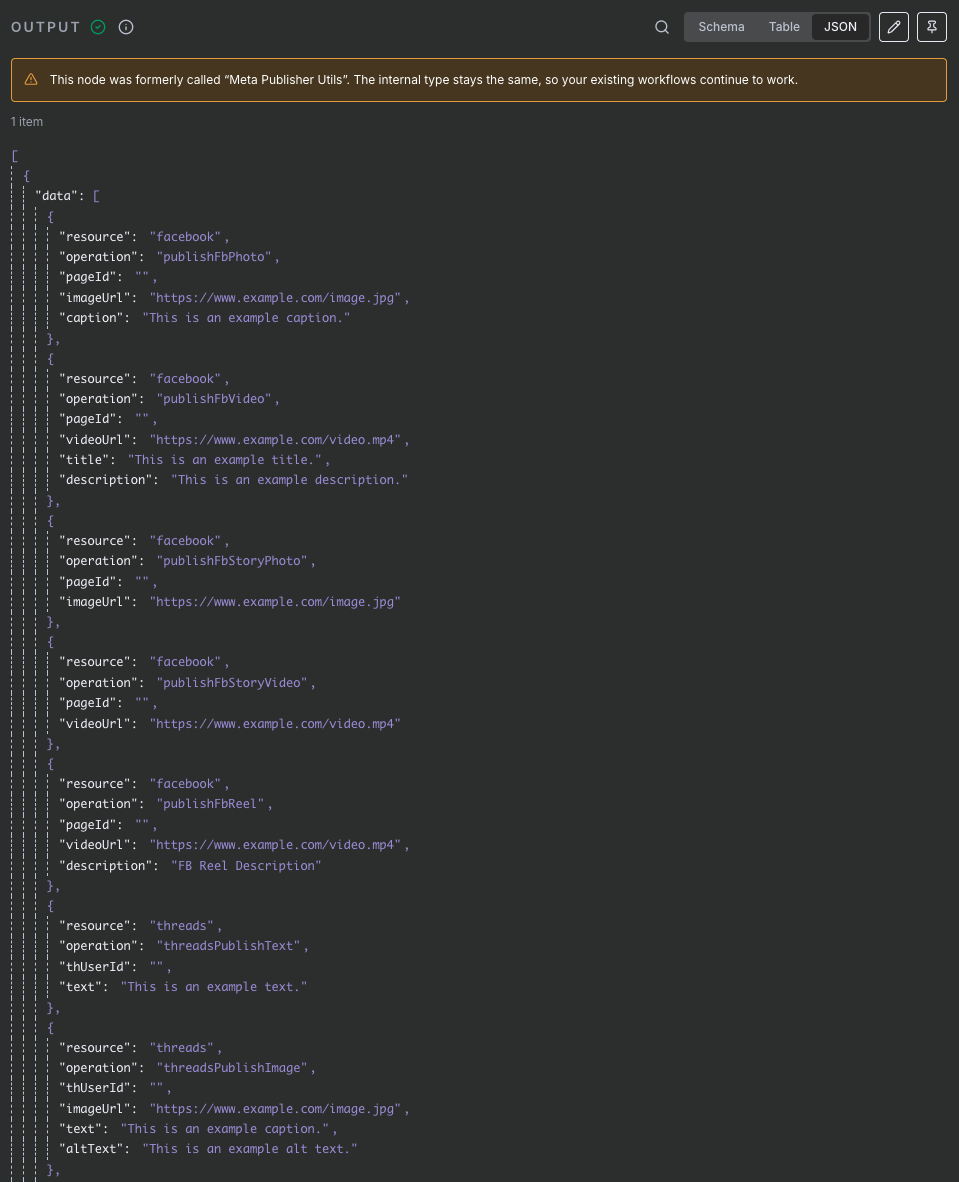 OUTPUT
Schema
Table
JSON
This node was formerly called “Meta Publisher Utils”. The internal type stays the same, so your existing workflows continue to work.
1 item
[
{
"data": [
{
"resource": "facebook",
"operation": "publishFbPhoto",
"pageId": "",
"imageUrl": "https://www.example.com/image.jpg",
"caption": "This is an example caption."
},
{
"resource": "facebook",
"operation": "publishFbVideo",
"pageId": "",
"videoUrl": "https://www.example.com/video.mp4",
"title": "This is an example title.",
"description": "This is an example description."
},
{
"resource": "facebook",
"operation": "publishFbStoryPhoto",
"pageId": "",
"imageUrl": "https://www.example.com/image.jpg"
},
{
"resource": "facebook",
"operation": "publishFbStoryVideo",
"pageId": "",
"videoUrl": "https://www.example.com/video.mp4"
},
{
"resource": "facebook",
"operation": "publishFbReel",
"pageId": "",
"videoUrl": "https://www.example.com/video.mp4",
"description": "FB Reel Description"
},
{
"resource": "threads",
"operation": "threadsPublishText",
"thUserId": "",
"text": "This is an example text."
},
{
"resource": "threads",
"operation": "threadsPublishImage",
"thUserId": "",
"imageUrl": "https://www.example.com/image.jpg",
"text": "This is an example caption.",
"altText": "This is an example alt text."
},